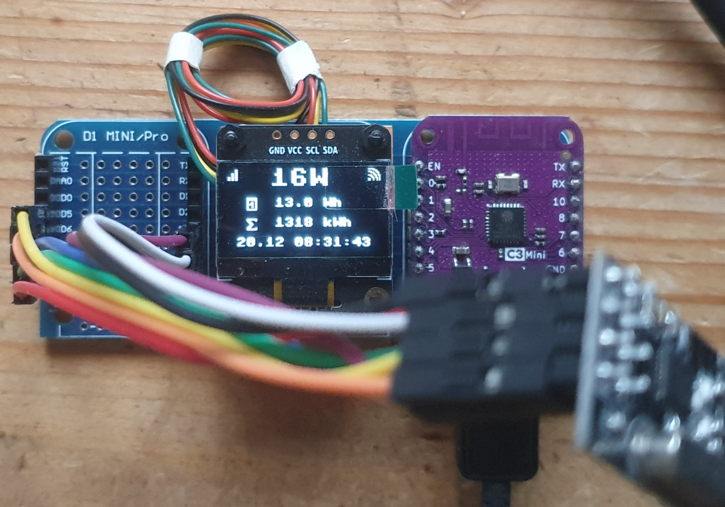 D1 MINI/Pro
RST
A0
D0
D5
D6
GND VCC SCL SDA
16W
13.0 Wh
Σ 1318 kWh
20.12 08:31:43
EN
0
1
2
3
4
5
TX
RX
10
8
7
6
GND
C3 Mini